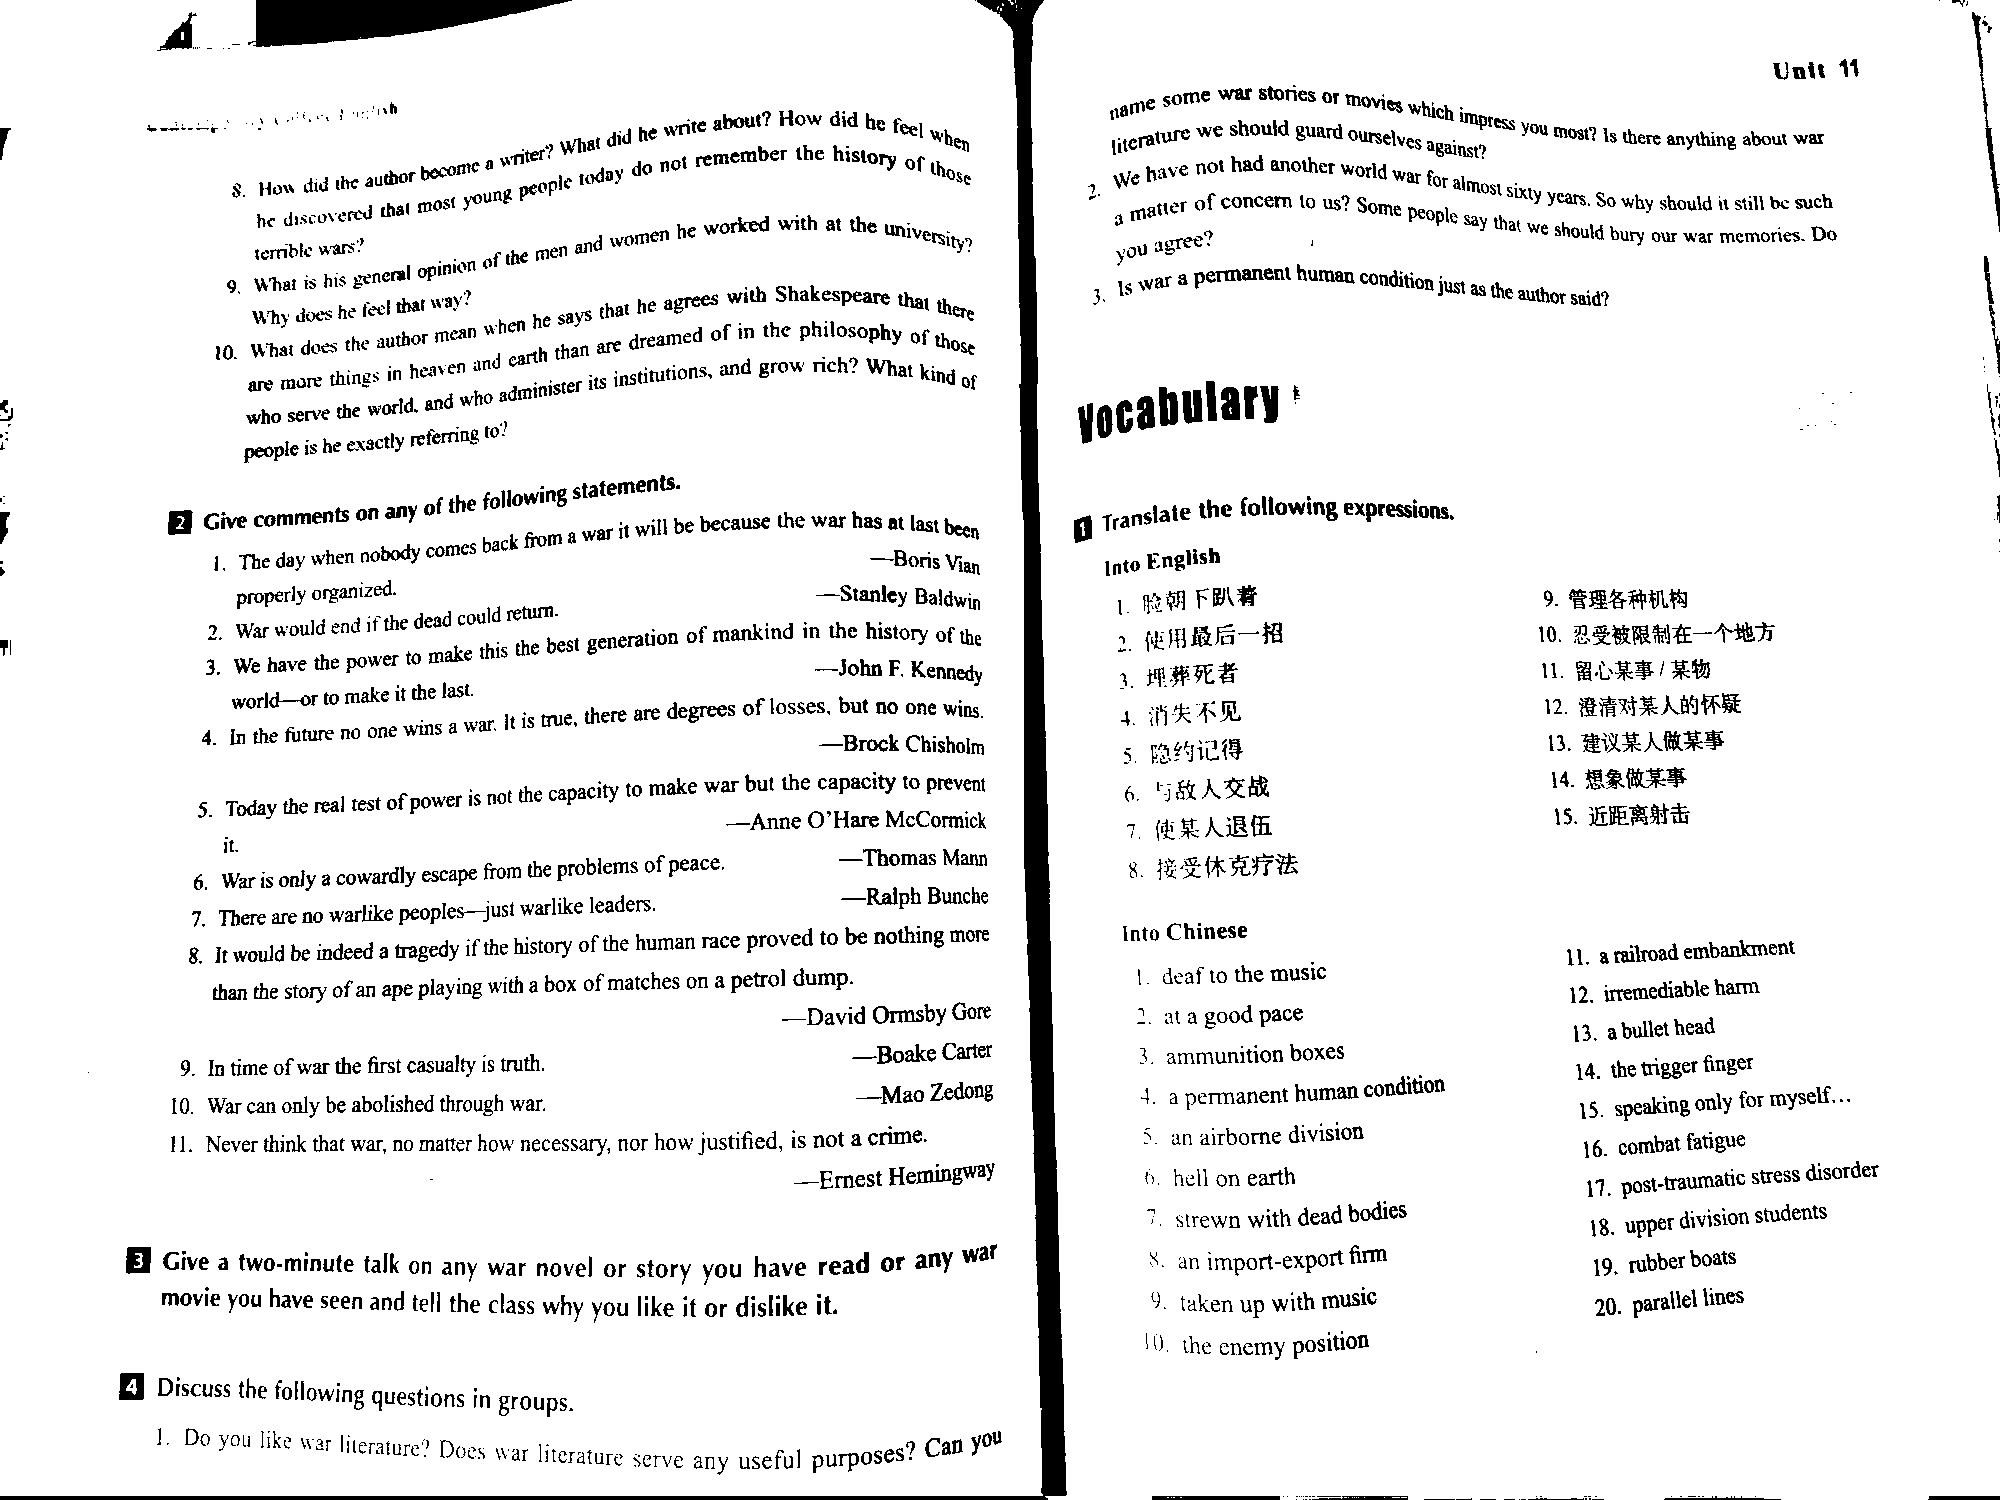 8. How did the author become a writer? What did he write about? How did he feel when
he discovered that most young people today do not remember the history of those
terrible wars?
9. What is his general opinion of the men and women he worked with at the university?
Why does he feel that way?
10. What does the author mean when he says that he agrees with Shakespeare that there
are more things in heaven and earth than are dreamed of in the philosophy of those
who serve the world, and who administer its institutions, and grow rich? What kind of
people is he exactly referring to?
2 Give comments on any of the following statements.
1. The day when nobody comes back from a war it will be because the war has at last been
properly organized. —Boris Vian
2. War would end if the dead could return. —Stanley Baldwin
3. We have the power to make this the best generation of mankind in the history of the
world—or to make it the last. —John F. Kennedy
4. In the future no one wins a war. It is true, there are degrees of losses, but no one wins.
—Brock Chisholm
5. Today the real test of power is not the capacity to make war but the capacity to prevent
it. —Anne O'Hare McCormick
6. War is only a cowardly escape from the problems of peace. —Thomas Mann
7. There are no warlike peoples—just warlike leaders. —Ralph Bunche
8. It would be indeed a tragedy if the history of the human race proved to be nothing more
than the story of an ape playing with a box of matches on a petrol dump.
—David Ormsby Gore
9. In time of war the first casualty is truth. —Boake Carter
10. War can only be abolished through war. —Mao Zedong
11. Never think that war, no matter how necessary, nor how justified, is not a crime.
—Ernest Hemingway
3 Give a two-minute talk on any war novel or story you have read or any war
movie you have seen and tell the class why you like it or dislike it.
4 Discuss the following questions in groups.
1. Do you like war literature? Does war literature serve any useful purposes? Can you
Unit 11
name some war stories or movies which impress you most? Is there anything about war
literature we should guard ourselves against?
2. We have not had another world war for almost sixty years. So why should it still be such
a matter of concern to us? Some people say that we should bury our war memories. Do
you agree?
3. Is war a permanent human condition just as the author said?
Vocabulary
1 Translate the following expressions.
Into English
1. 脸朝下趴着
2. 使用最后一招
3. 埋葬死者
4. 消失不见
5. 隐约记得
6. 与敌人交战
7. 使某人退伍
8. 接受休克疗法
9. 管理各种机构
10. 忍受被限制在一个地方
11. 留心某事 / 某物
12. 澄清对某人的怀疑
13. 建议某人做某事
14. 想象做某事
15. 近距离射击
Into Chinese
1. deaf to the music
2. at a good pace
3. ammunition boxes
4. a permanent human condition
5. an airborne division
6. hell on earth
7. strewn with dead bodies
8. an import-export firm
9. taken up with music
10. the enemy position
11. a railroad embankment
12. irremediable harm
13. a bullet head
14. the trigger finger
15. speaking only for myself...
16. combat fatigue
17. post-traumatic stress disorder
18. upper division students
19. rubber boats
20. parallel lines